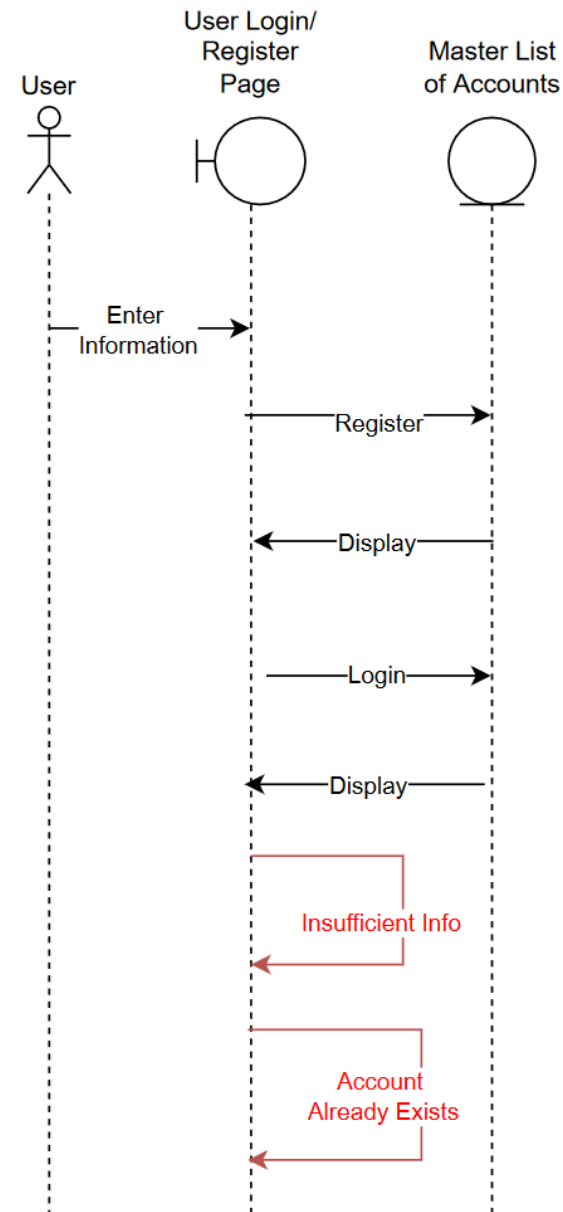 User
User Login/
Register
Page
Master List
of Accounts
Enter
Information
Register
Display
Login
Display
Insufficient Info
Account
Already Exists